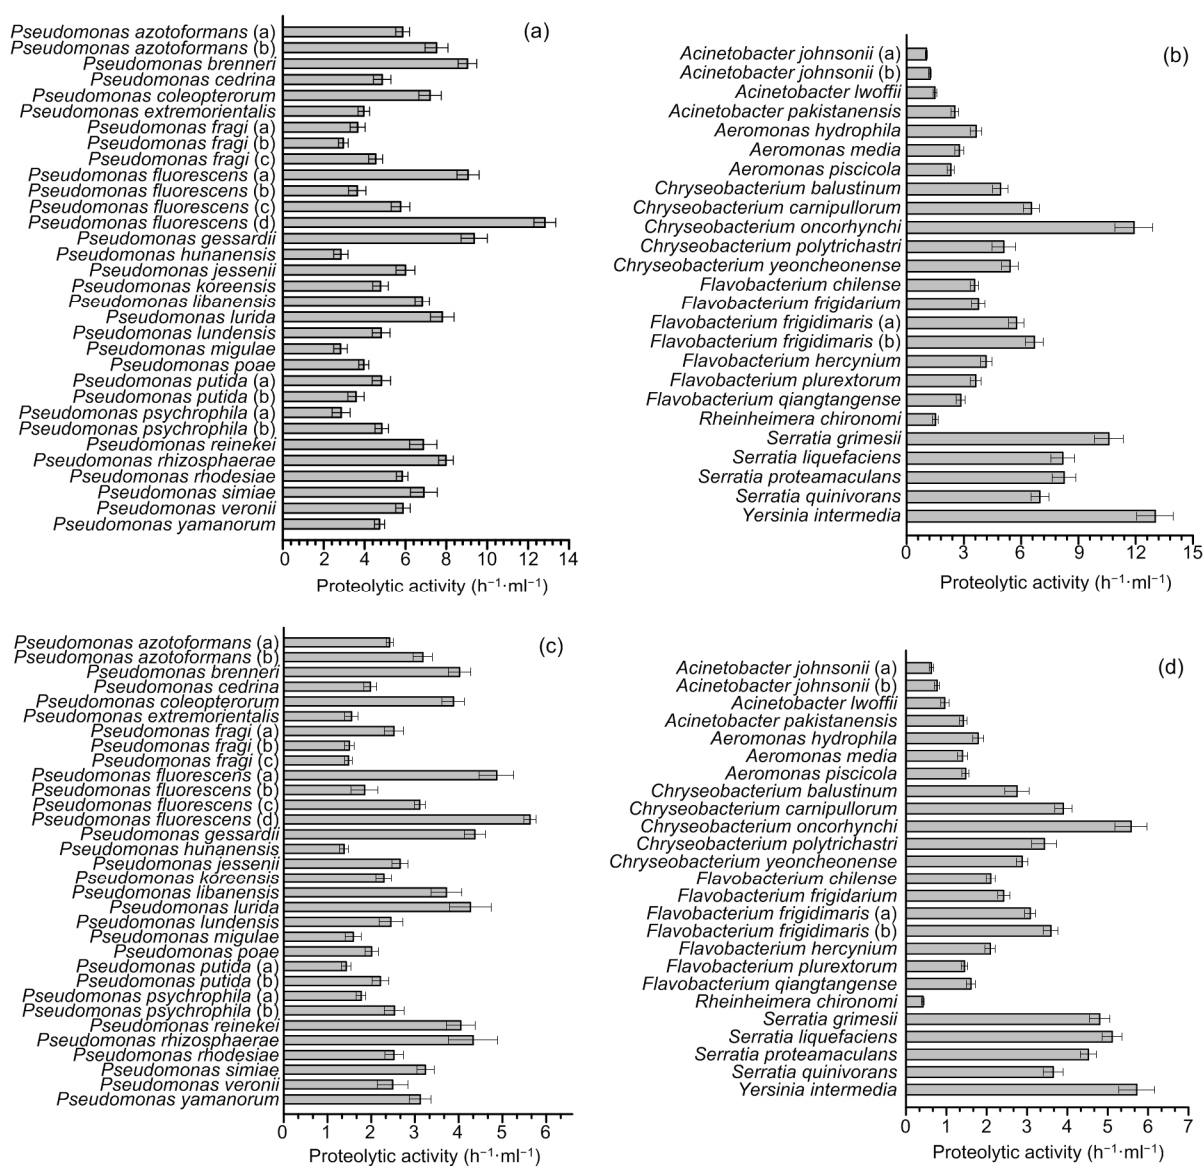 (a)
Pseudomonas azotoformans (a)
Pseudomonas azotoformans (b)
Pseudomonas brenneri
Pseudomonas cedrina
Pseudomonas coleopterorum
Pseudomonas extremorientalis
Pseudomonas fragi (a)
Pseudomonas fragi (b)
Pseudomonas fragi (c)
Pseudomonas fluorescens (a)
Pseudomonas fluorescens (b)
Pseudomonas fluorescens (c)
Pseudomonas fluorescens (d)
Pseudomonas gessardii
Pseudomonas hunanensis
Pseudomonas jessenii
Pseudomonas koreensis
Pseudomonas libanensis
Pseudomonas lurida
Pseudomonas lundensis
Pseudomonas migulae
Pseudomonas poae
Pseudomonas putida (a)
Pseudomonas putida (b)
Pseudomonas psychrophila (a)
Pseudomonas psychrophila (b)
Pseudomonas reinekei
Pseudomonas rhizosphaerae
Pseudomonas rhodesiae
Pseudomonas simiae
Pseudomonas veronii
Pseudomonas yamanorum
0 2 4 6 8 10 12 14
Proteolytic activity (h⁻¹·ml⁻¹)
(b)
Acinetobacter johnsonii (a)
Acinetobacter johnsonii (b)
Acinetobacter lwoffii
Acinetobacter pakistanensis
Aeromonas hydrophila
Aeromonas media
Aeromonas piscicola
Chryseobacterium balustinum
Chryseobacterium carnipullorum
Chryseobacterium oncorhynchi
Chryseobacterium polytrichastri
Chryseobacterium yeoncheonense
Flavobacterium chilense
Flavobacterium frigidarium
Flavobacterium frigidimaris (a)
Flavobacterium frigidimaris (b)
Flavobacterium hercynium
Flavobacterium plurextorum
Flavobacterium qiangtangense
Rheinheimera chironomi
Serratia grimesii
Serratia liquefaciens
Serratia proteamaculans
Serratia quinivorans
Yersinia intermedia
0 3 6 9 12 15
Proteolytic activity (h⁻¹·ml⁻¹)
(c)
Pseudomonas azotoformans (a)
Pseudomonas azotoformans (b)
Pseudomonas brenneri
Pseudomonas cedrina
Pseudomonas coleopterorum
Pseudomonas extremorientalis
Pseudomonas fragi (a)
Pseudomonas fragi (b)
Pseudomonas fragi (c)
Pseudomonas fluorescens (a)
Pseudomonas fluorescens (b)
Pseudomonas fluorescens (c)
Pseudomonas fluorescens (d)
Pseudomonas gessardii
Pseudomonas hunanensis
Pseudomonas jessenii
Pseudomonas koreensis
Pseudomonas libanensis
Pseudomonas lurida
Pseudomonas lundensis
Pseudomonas migulae
Pseudomonas poae
Pseudomonas putida (a)
Pseudomonas putida (b)
Pseudomonas psychrophila (a)
Pseudomonas psychrophila (b)
Pseudomonas reinekei
Pseudomonas rhizosphaerae
Pseudomonas rhodesiae
Pseudomonas simiae
Pseudomonas veronii
Pseudomonas yamanorum
0 1 2 3 4 5 6
Proteolytic activity (h⁻¹·ml⁻¹)
(d)
Acinetobacter johnsonii (a)
Acinetobacter johnsonii (b)
Acinetobacter lwoffii
Acinetobacter pakistanensis
Aeromonas hydrophila
Aeromonas media
Aeromonas piscicola
Chryseobacterium balustinum
Chryseobacterium carnipullorum
Chryseobacterium oncorhynchi
Chryseobacterium polytrichastri
Chryseobacterium yeoncheonense
Flavobacterium chilense
Flavobacterium frigidarium
Flavobacterium frigidimaris (a)
Flavobacterium frigidimaris (b)
Flavobacterium hercynium
Flavobacterium plurextorum
Flavobacterium qiangtangense
Rheinheimera chironomi
Serratia grimesii
Serratia liquefaciens
Serratia proteamaculans
Serratia quinivorans
Yersinia intermedia
0 1 2 3 4 5 6 7
Proteolytic activity (h⁻¹·ml⁻¹)